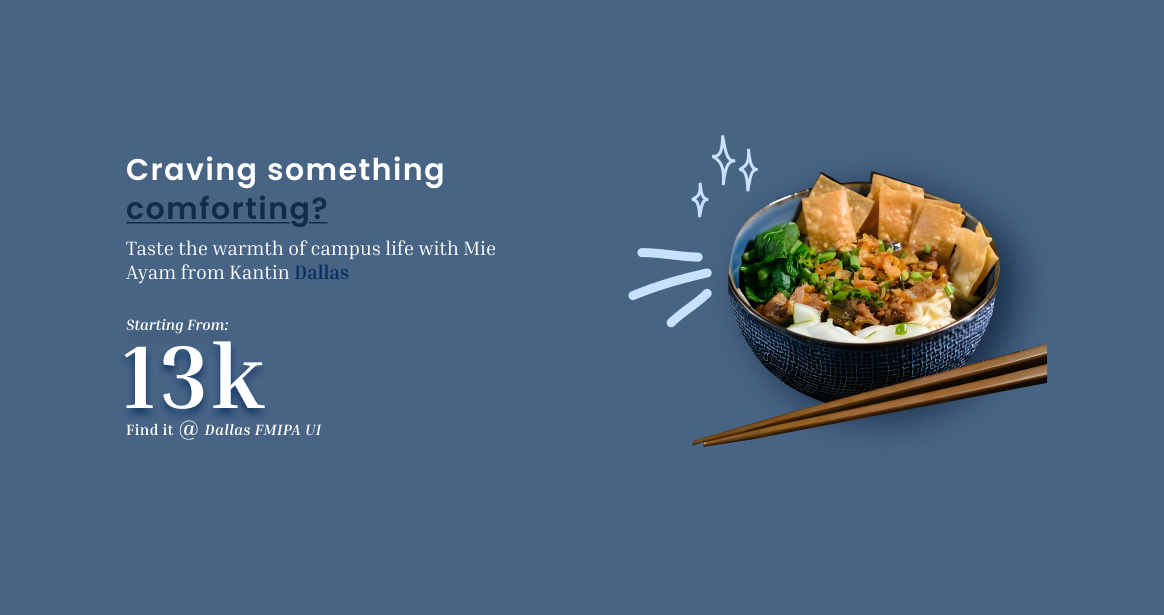 Craving something
comforting?
Taste the warmth of campus life with Mie
Ayam from Kantin Dallas
Starting From:
13k
Find it @ Dallas FMIPA UI